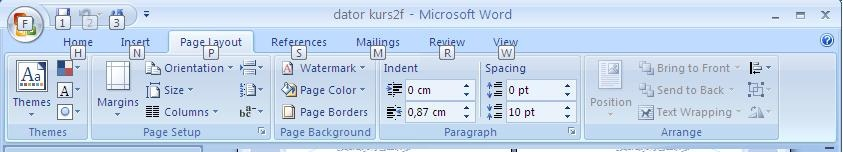 dator kurs2f - Microsoft Word
F 1 2 3
Home Insert Page Layout References Mailings Review View
H N P S M R W
Themes Margins Orientation Size Columns Watermark Page Color Page Borders Indent 0 cm 0,87 cm Spacing 0 pt 10 pt Position Bring to Front Send to Back Text Wrapping
Aa A
Themes Page Setup Page Background Paragraph Arrange